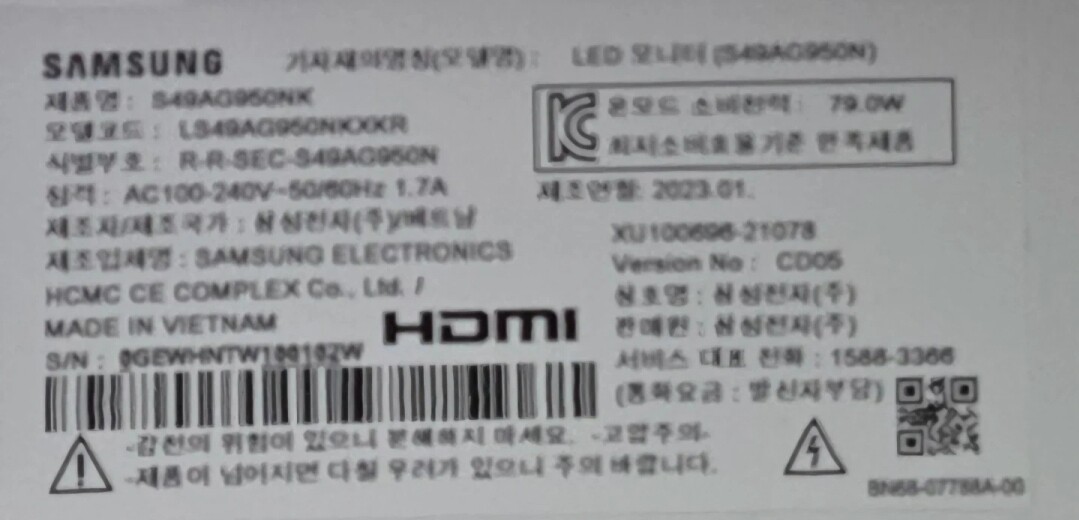 SAMSUNG 기자재의명칭(모델명) : LED 모니터 (S49AG950N)
제품명 : S49AG950NK
모델코드 : LS49AG950NKXKR
식별부호 : R-R-SEC-S49AG950N
정격 : AC100-240V~50/60Hz 1.7A
제조자/제조국가 : 삼성전자(주)/베트남
제조업체명 : SAMSUNG ELECTRONICS
HCMC CE COMPLEX Co., Ltd. /
MADE IN VIETNAM
HDMI
S/N : 0GEWHNTW100102W
온모드 소비전력 : 79.0W
최저소비효율기준 만족제품
제조연월: 2023.01.
XU100696-21078
Version No : CD05
상호명 : 삼성전자(주)
판매원 : 삼성전자(주)
서비스 대표 전화 : 1588-3366
(통화요금 : 발신자부담)
-감전의 위험이 있으니 분해하지 마세요. -고압주의-
-제품이 넘어지면 다칠 우려가 있으니 주의 바랍니다.
BN68-07788A-00